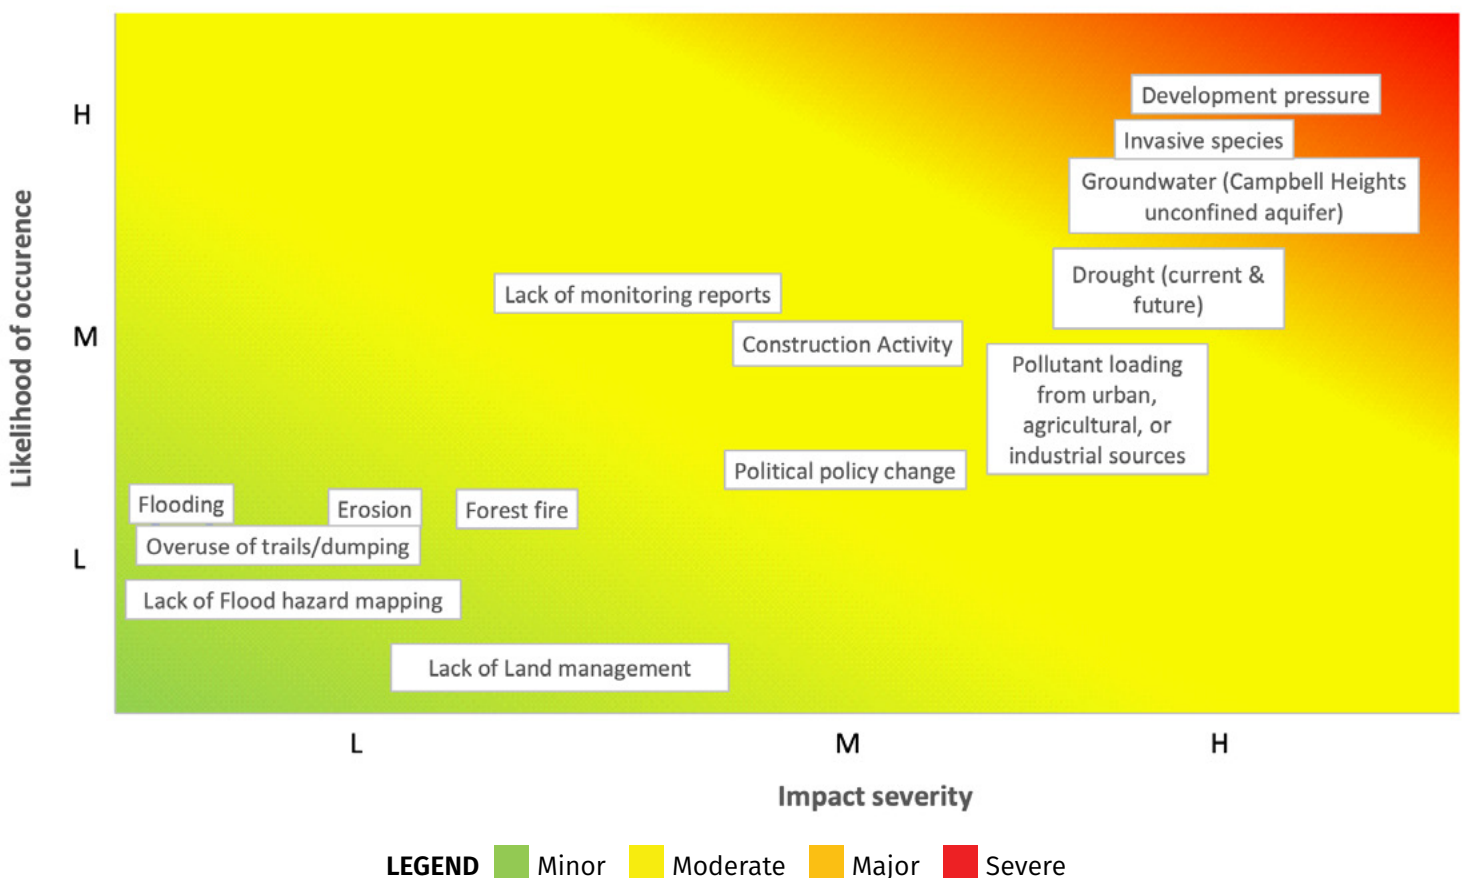 Development pressure
H
Invasive species
Groundwater (Campbell Heights
unconfined aquifer)
Likelihood of occurence
Drought (current &
future)
Lack of monitoring reports
M
Construction Activity
Pollutant loading
from urban,
agricultural, or
industrial sources
Political policy change
Flooding
Erosion
Forest fire
Overuse of trails/dumping
L
Lack of Flood hazard mapping
Lack of Land management
L
M
H
Impact severity
LEGEND Minor Moderate Major Severe